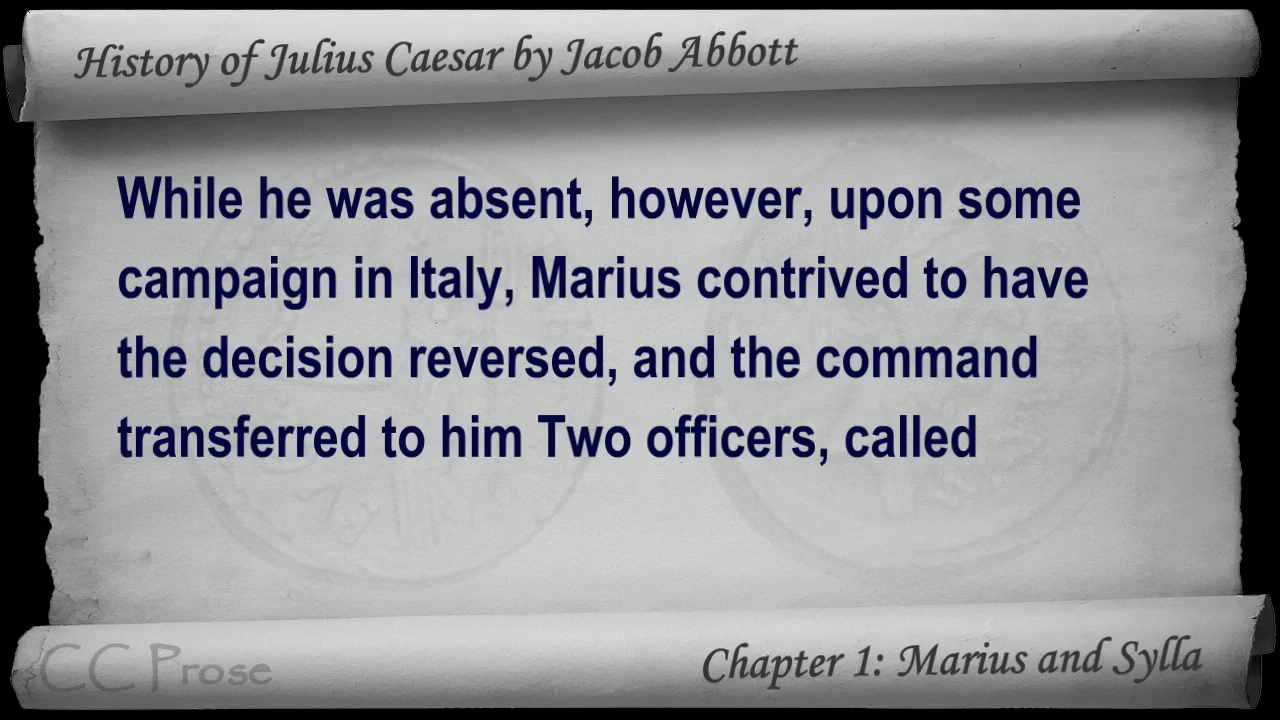 History of Julius Caesar by Jacob Abbott
While he was absent, however, upon some
campaign in Italy, Marius contrived to have
the decision reversed, and the command
transferred to him Two officers, called
CC Prose
Chapter 1: Marius and Sylla